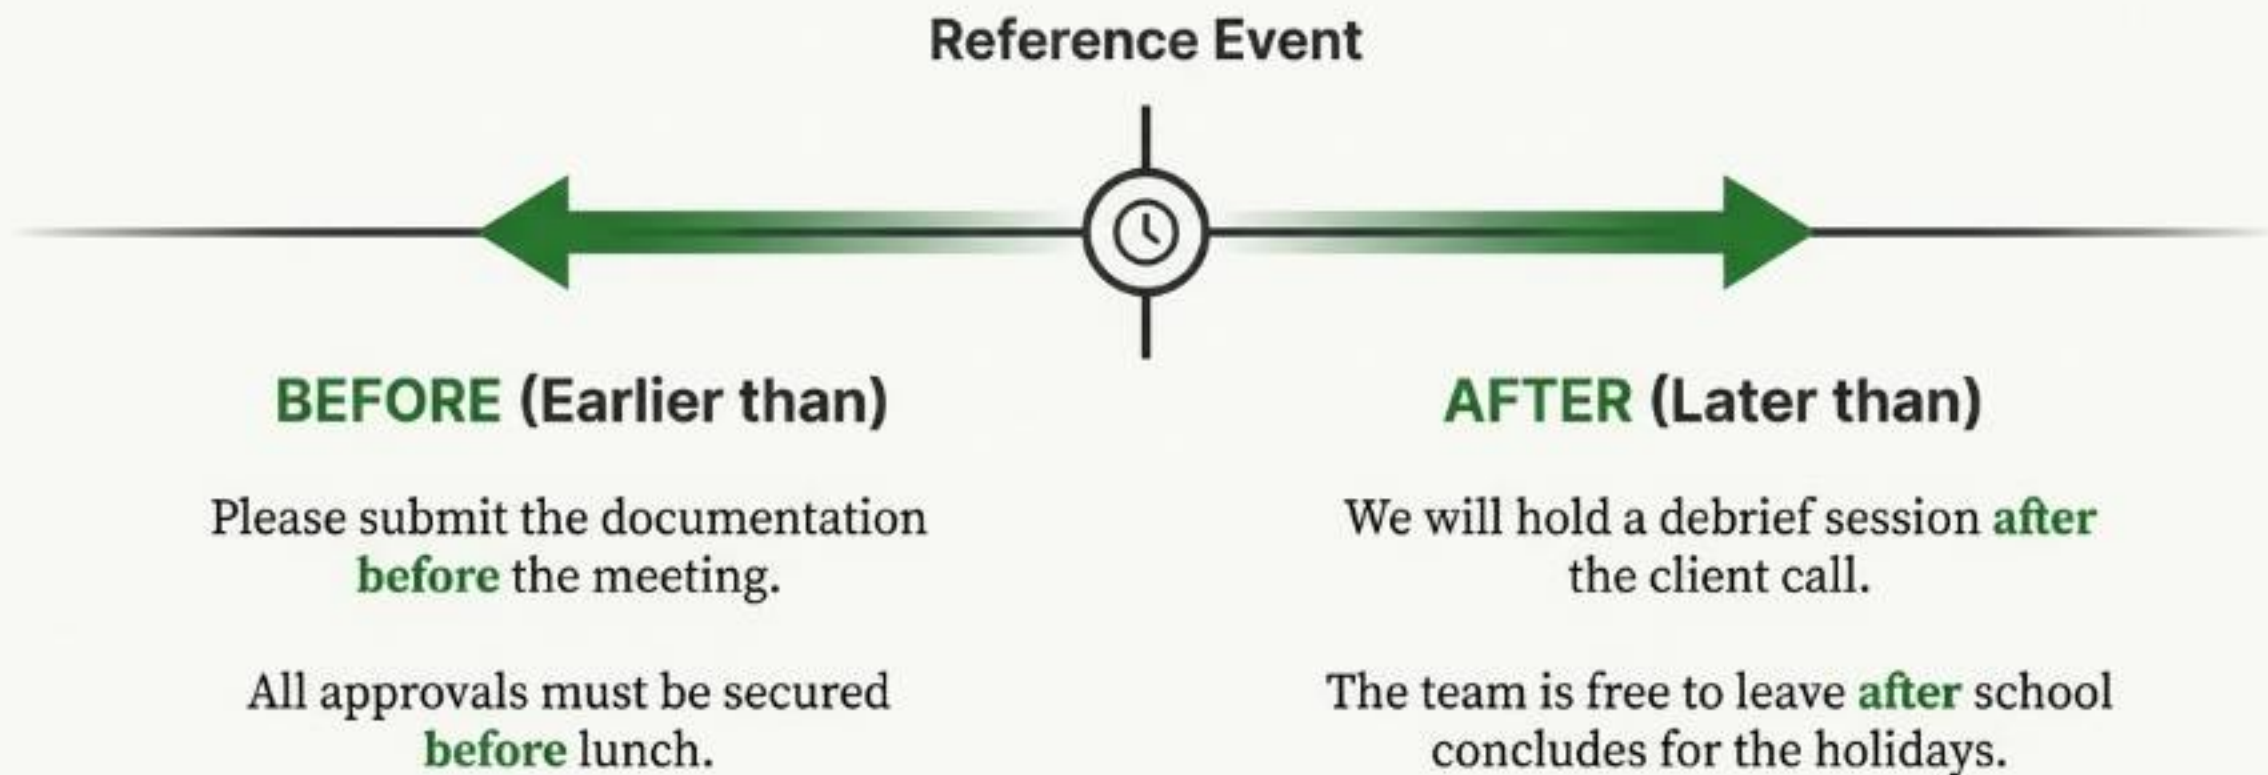 Reference Event
BEFORE (Earlier than)
Please submit the documentation
before the meeting.
All approvals must be secured
before lunch.
AFTER (Later than)
We will hold a debrief session after
the client call.
The team is free to leave after school
concludes for the holidays.